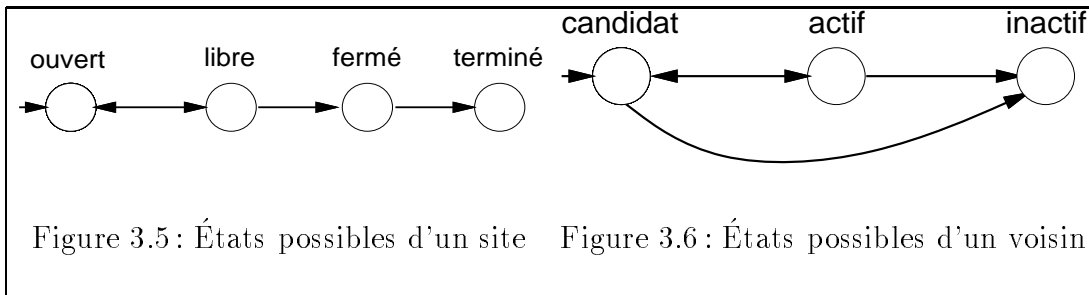 ouvert libre fermé terminé
candidat actif inactif
Figure 3.5 : États possibles d'un site
Figure 3.6 : États possibles d'un voisin